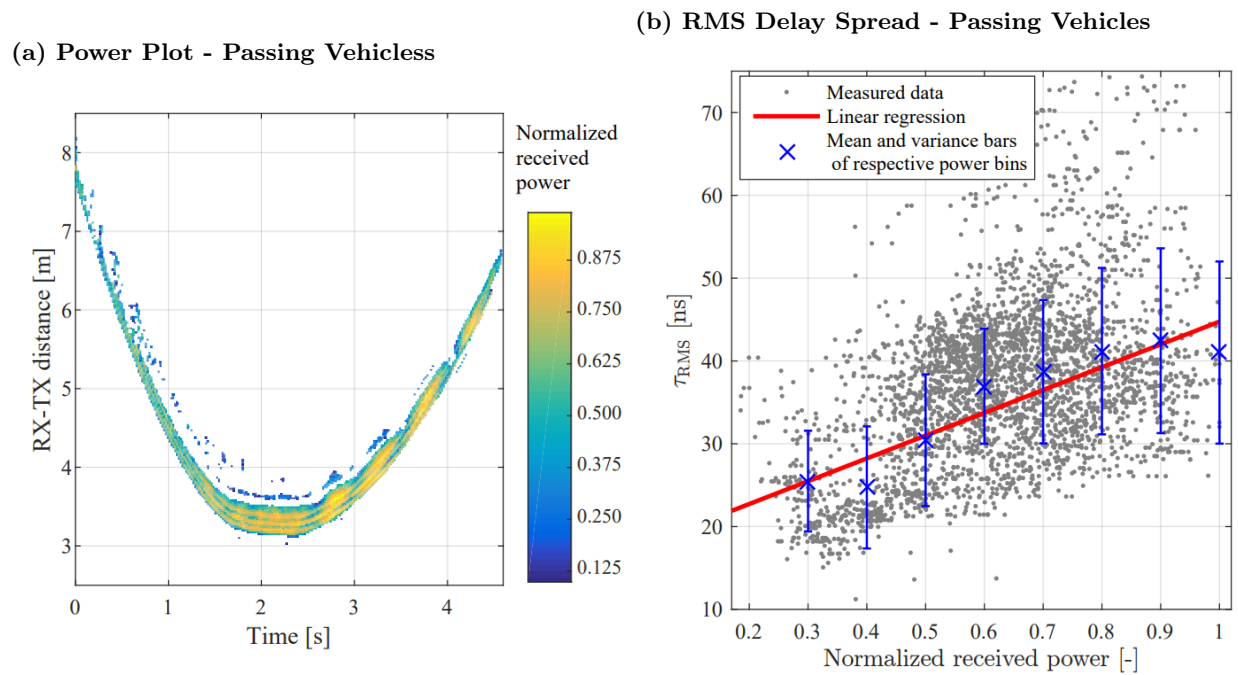 (a) Power Plot - Passing Vehicless
8
7
6
5
4
3
RX-TX distance [m]
0 1 2 3 4
Time [s]
Normalized
received
power
0.875
0.750
0.625
0.500
0.375
0.250
0.125
(b) RMS Delay Spread - Passing Vehicles
Measured data
Linear regression
Mean and variance bars
of respective power bins
70
60
50
40
30
20
10
τRMS [ns]
0.2 0.3 0.4 0.5 0.6 0.7 0.8 0.9 1
Normalized received power [-]